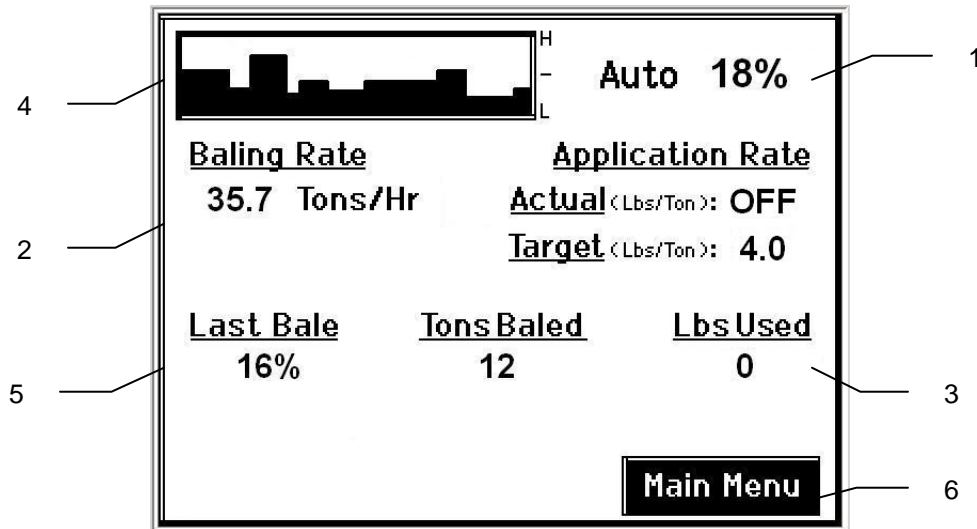 H
–
L
Auto 18%
1
4
Baling Rate
35.7 Tons/Hr
Application Rate
Actual (Lbs/Ton): OFF
Target (Lbs/Ton): 4.0
2
Last Bale
16%
Tons Baled
12
Lbs Used
0
5
3
Main Menu
6